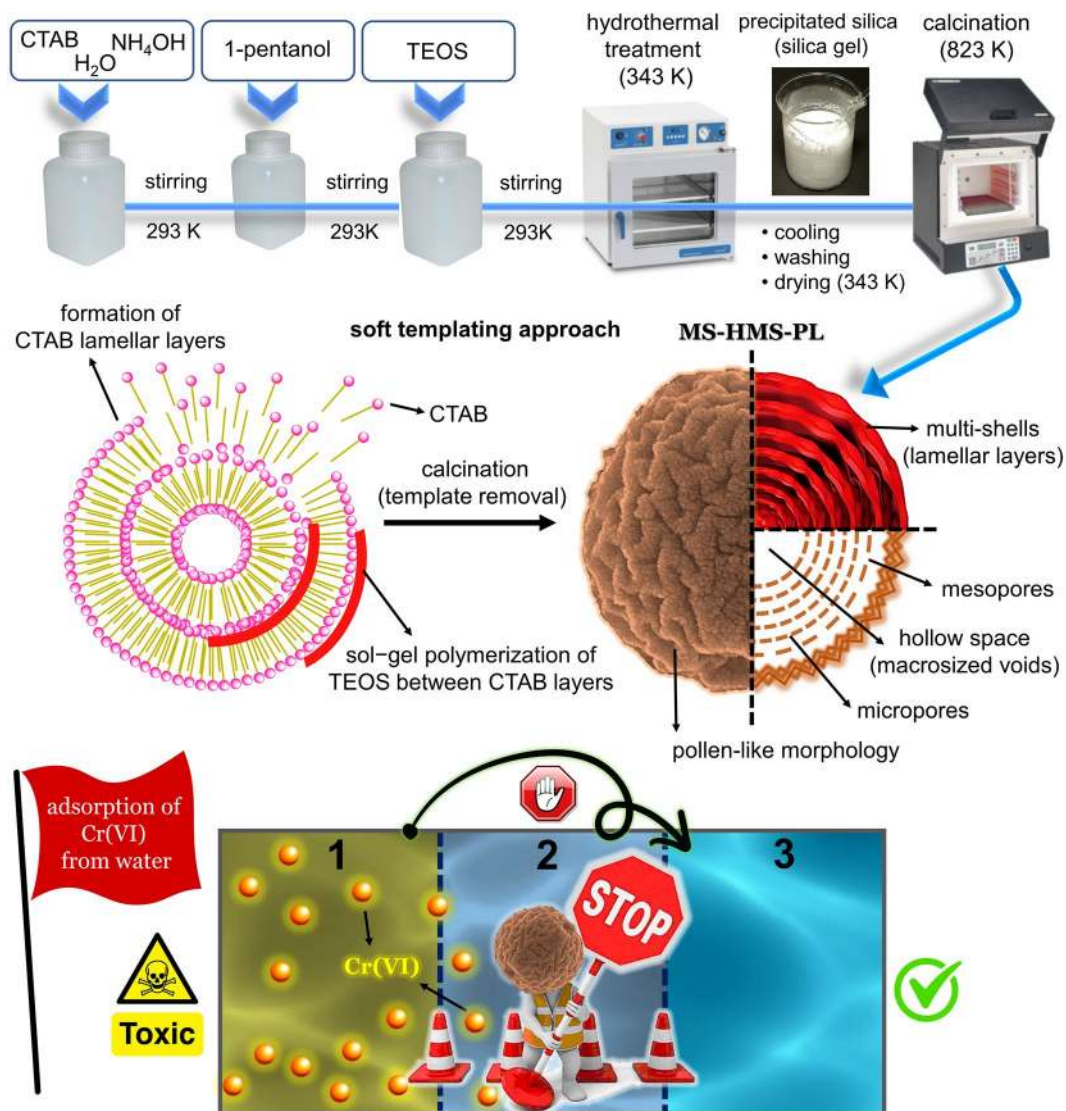 CTAB NH₄OH
H₂O
1-pentanol
TEOS
hydrothermal
treatment
(343 K)
precipitated silica
(silica gel)
calcination
(823 K)
stirring
293 K
stirring
293K
stirring
293K
• cooling
• washing
• drying (343 K)
formation of
CTAB lamellar layers
soft templating approach
MS-HMS-PL
CTAB
calcination
(template removal)
multi-shells
(lamellar layers)
mesopores
hollow space
(macrosized voids)
micropores
sol–gel polymerization of
TEOS between CTAB layers
pollen-like morphology
adsorption of
Cr(VI)
from water
1
2
3
STOP
Cr(VI)
Toxic